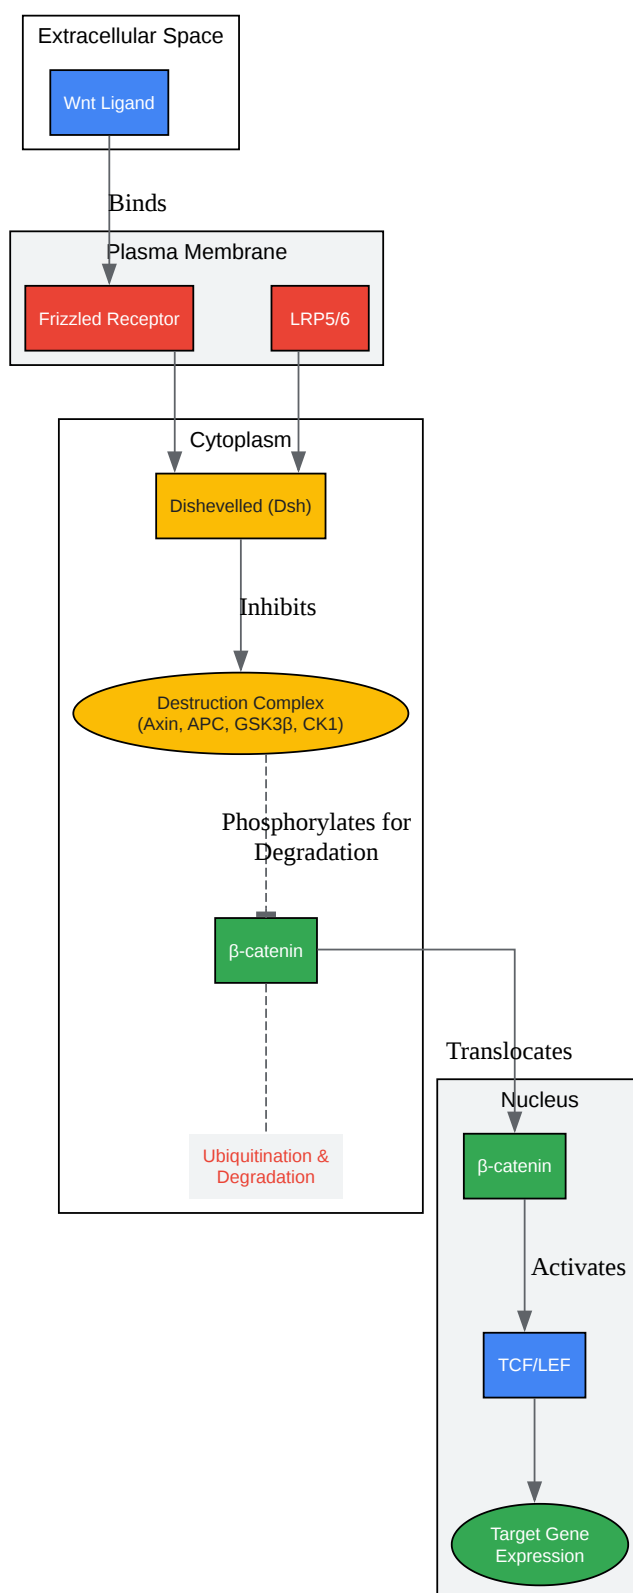 Extracellular Space
Wnt Ligand
Binds
Plasma Membrane
Frizzled Receptor
LRP5/6
Cytoplasm
Dishevelled (Dsh)
Inhibits
Destruction Complex
(Axin, APC, GSK3β, CK1)
Phosphorylates for
Degradation
β-catenin
Translocates
Nucleus
β-catenin
Ubiquitination &
Degradation
Activates
TCF/LEF
Target Gene
Expression